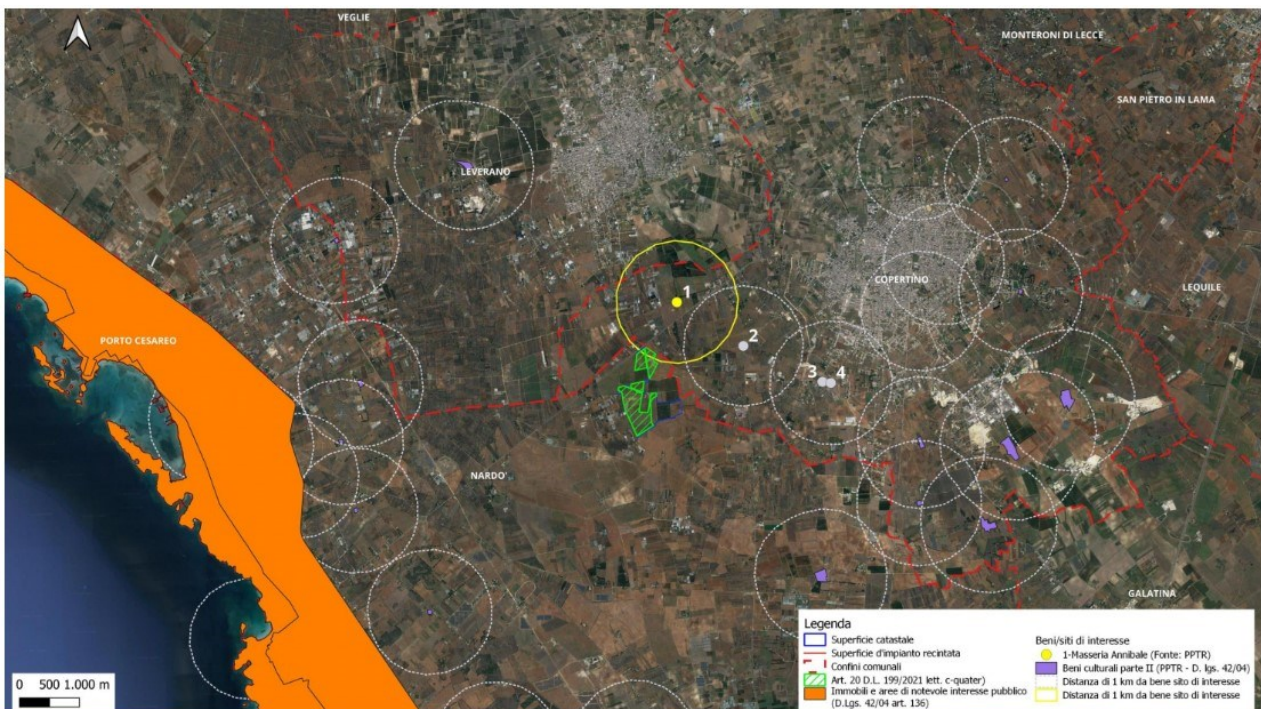 VEGLIE
MONTERONI DI LECCE
SAN PIETRO IN LAMA
LEVERANO
COPERTINO
LEQUILE
1
PORTO CESAREO
2
3 4
NARDO'
GALATINA
0 500 1.000 m
Legenda
Superficie catastale
Superficie d'impianto recintata
Confini comunali
Art. 20 D.L. 199/2021 lett. c-quater)
Immobili e aree di notevole interesse pubblico
(D.Lgs. 42/04 art. 136)
Beni/siti di interesse
1-Masseria Annibale (Fonte: PPTR)
Beni culturali parte II (PPTR - D. lgs. 42/04)
Distanza di 1 km da bene sito di interesse
Distanza di 1 km da bene sito di interesse